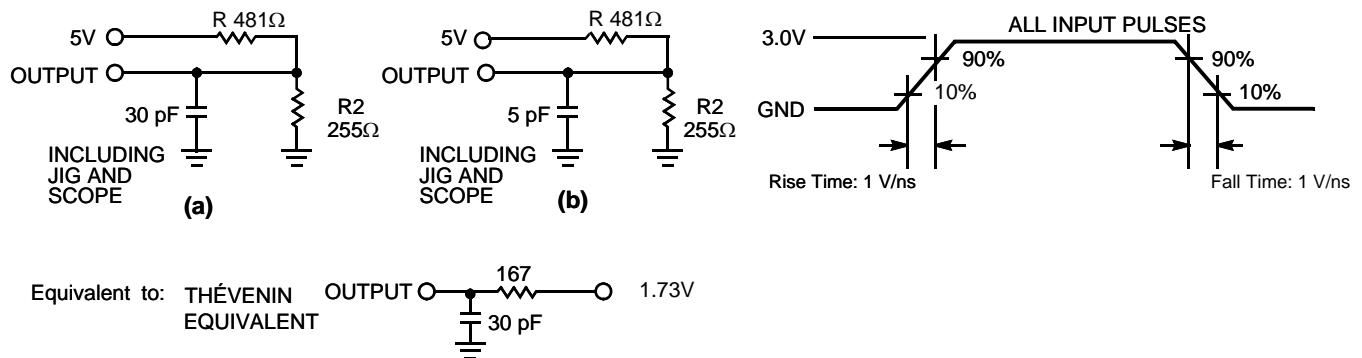 R 481Ω
5V
OUTPUT
30 pF
R2
255Ω
INCLUDING
JIG AND
SCOPE
(a)
R 481Ω
5V
OUTPUT
5 pF
R2
255Ω
INCLUDING
JIG AND
SCOPE
(b)
ALL INPUT PULSES
3.0V
90%
10%
GND
90%
10%
Rise Time: 1 V/ns
Fall Time: 1 V/ns
Equivalent to:
THÉVENIN
EQUIVALENT
OUTPUT
167
1.73V
30 pF